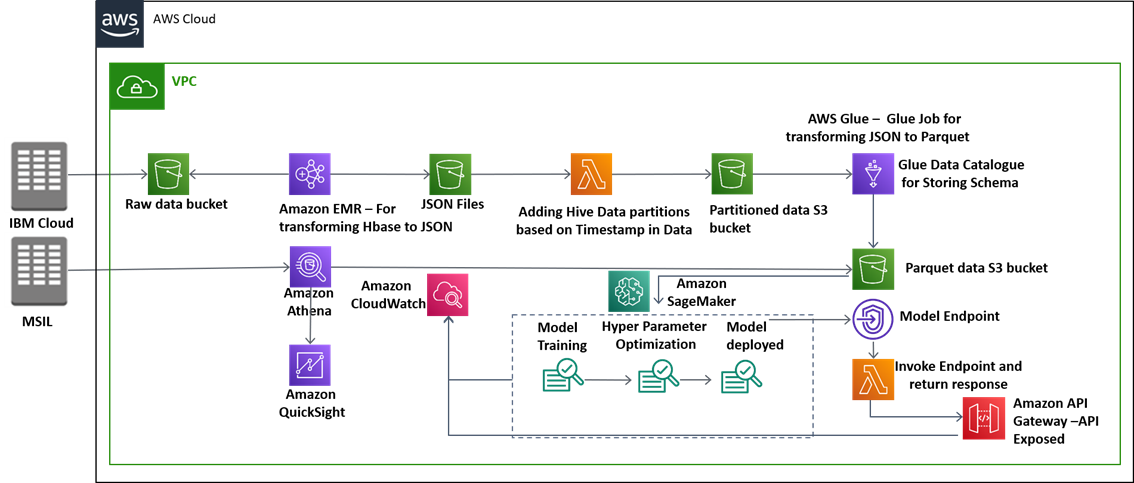 aws
AWS Cloud
VPC
AWS Glue – Glue Job for
transforming JSON to Parquet
Glue Data Catalogue
for Storing Schema
IBM Cloud
Raw data bucket
Amazon EMR – For
transforming Hbase to JSON
JSON Files
Adding Hive Data partitions
based on Timestamp in Data
Partitioned data S3
bucket
MSIL
Amazon
Athena
Amazon
CloudWatch
Amazon
SageMaker
Parquet data S3 bucket
Model
Training
Hyper Parameter
Optimization
Model
deployed
Model Endpoint
Amazon
QuickSight
Invoke Endpoint and
return response
Amazon API
Gateway –API
Exposed